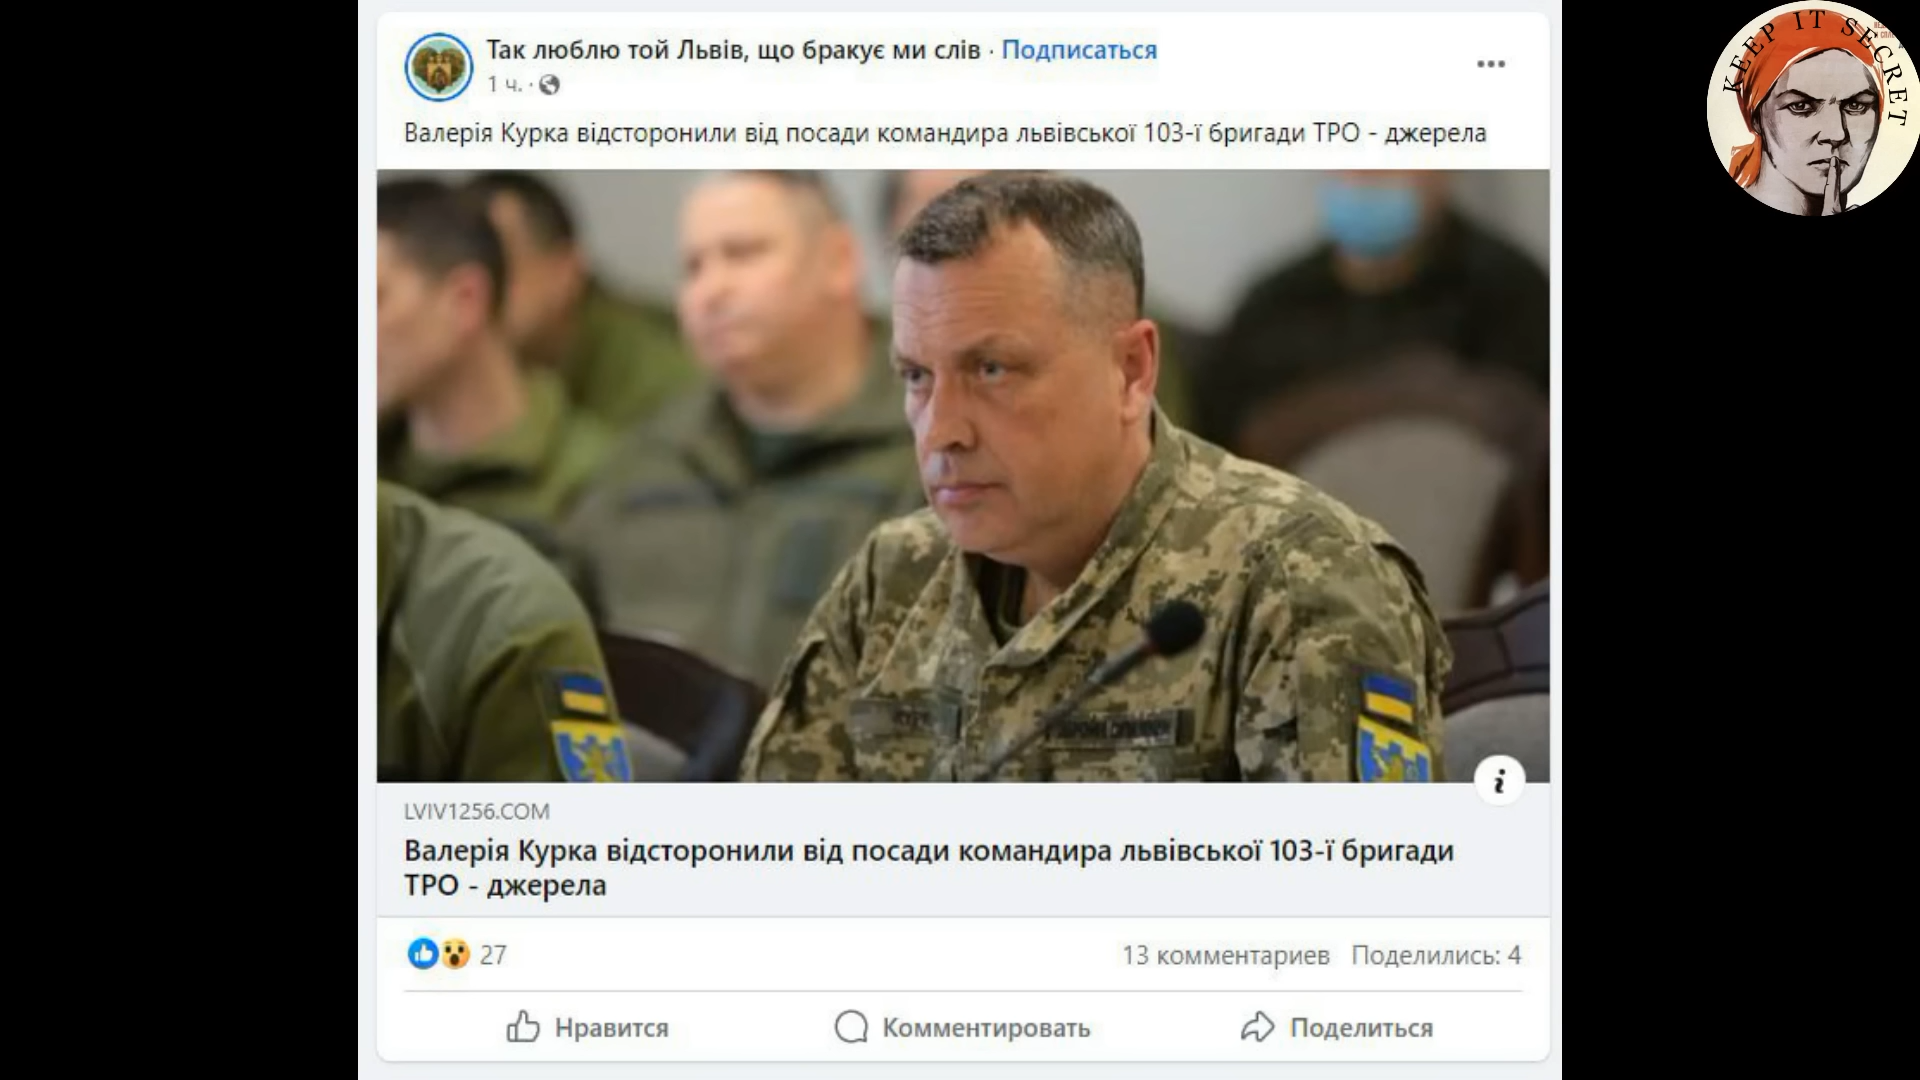 Так люблю той Львів, що бракує ми слів · Подписаться
1 ч. ·
Валерія Курка відсторонили від посади командира львівської 103-ї бригади ТРО - джерела
LVIV1256.COM
Валерія Курка відсторонили від посади командира львівської 103-ї бригади
ТРО - джерела
27
13 комментариев Поделились: 4
Нравится Комментировать Поделиться
KEEP IT SECRET